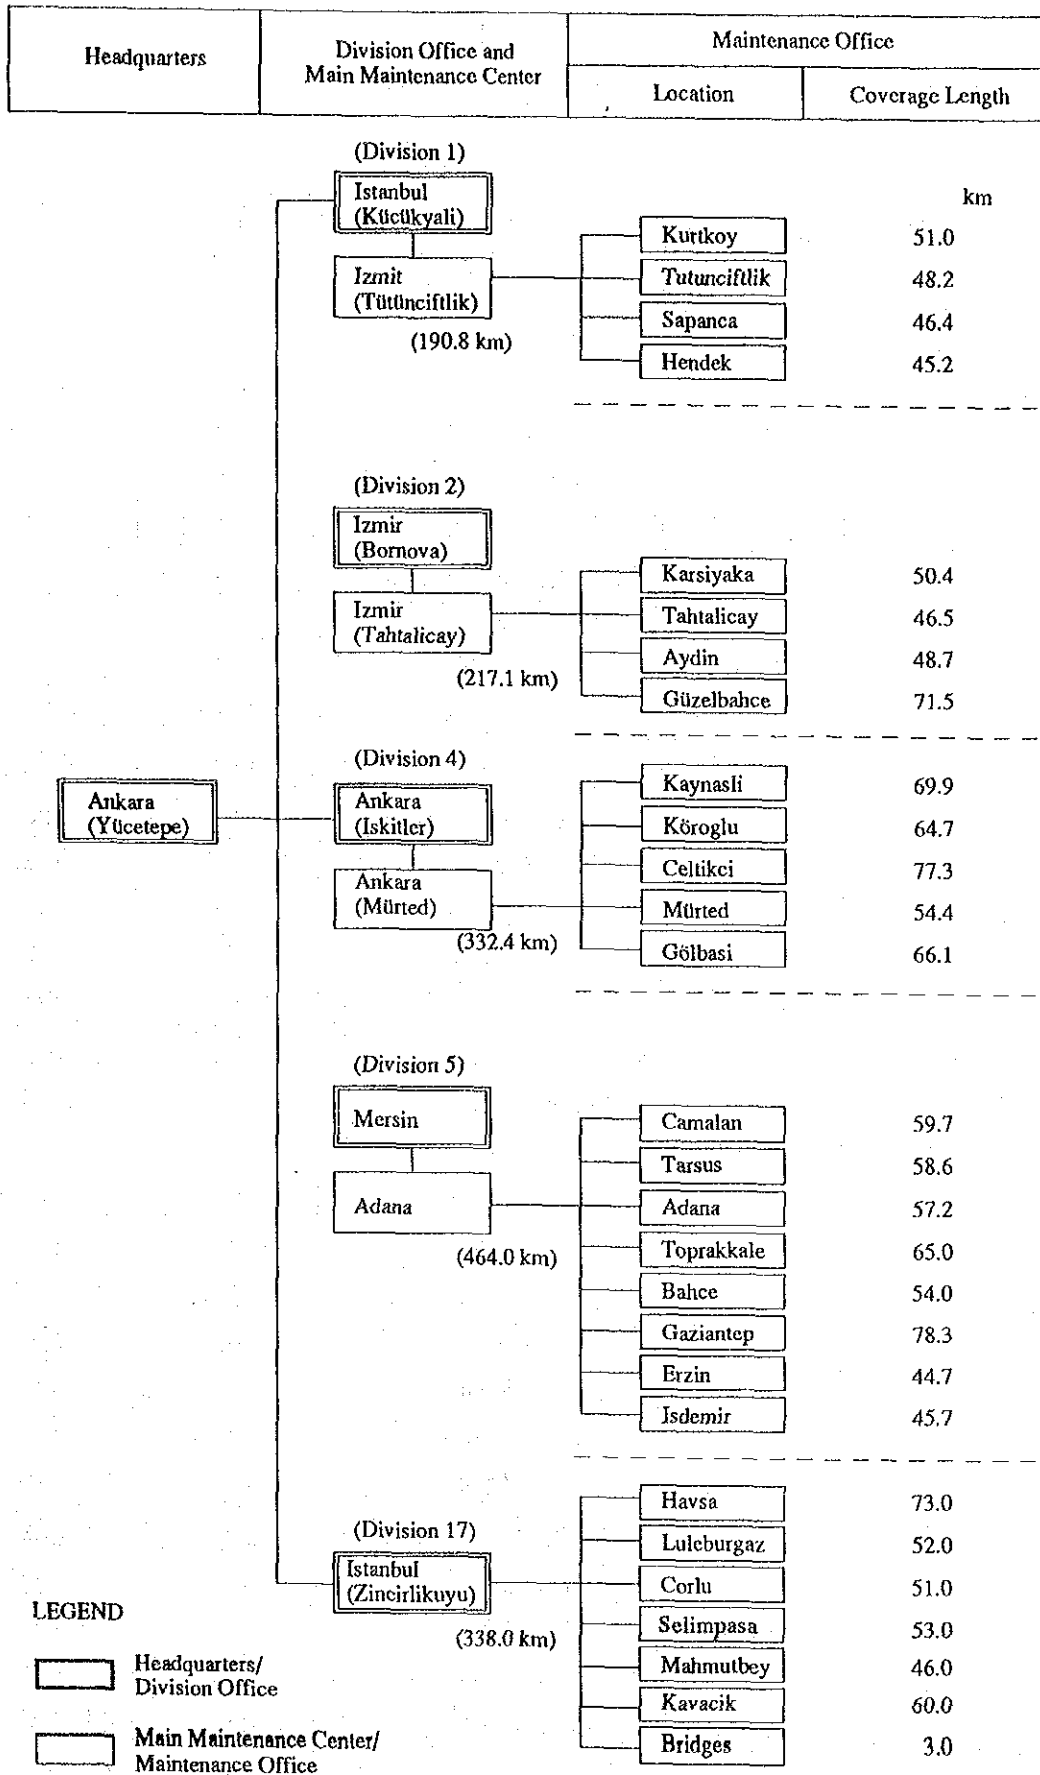 Headquarters
Division Office and
Main Maintenance Center
Maintenance Office
Location
Coverage Length
km
(Division 1)
Istanbul
(Kücükyali)
Izmit
(Tütünciftlik)
(190.8 km)
Kurtkoy 51.0
Tutunciftlik 48.2
Sapanca 46.4
Hendek 45.2
(Division 2)
Izmir
(Bornova)
Izmir
(Tahtalicay)
(217.1 km)
Karsiyaka 50.4
Tahtalicay 46.5
Aydin 48.7
Güzelbahce 71.5
Ankara
(Yücetepe)
(Division 4)
Ankara
(Iskitler)
Ankara
(Mürted)
(332.4 km)
Kaynasli 69.9
Köroglu 64.7
Celtikci 77.3
Mürted 54.4
Gölbasi 66.1
(Division 5)
Mersin
Adana
(464.0 km)
Camalan 59.7
Tarsus 58.6
Adana 57.2
Toprakkale 65.0
Bahce 54.0
Gaziantep 78.3
Erzin 44.7
Isdemir 45.7
(Division 17)
Istanbul
(Zincirlikuyu)
(338.0 km)
Havsa 73.0
Luleburgaz 52.0
Corlu 51.0
Selimpasa 53.0
Mahmutbey 46.0
Kavacik 60.0
Bridges 3.0
LEGEND
Headquarters/
Division Office
Main Maintenance Center/
Maintenance Office